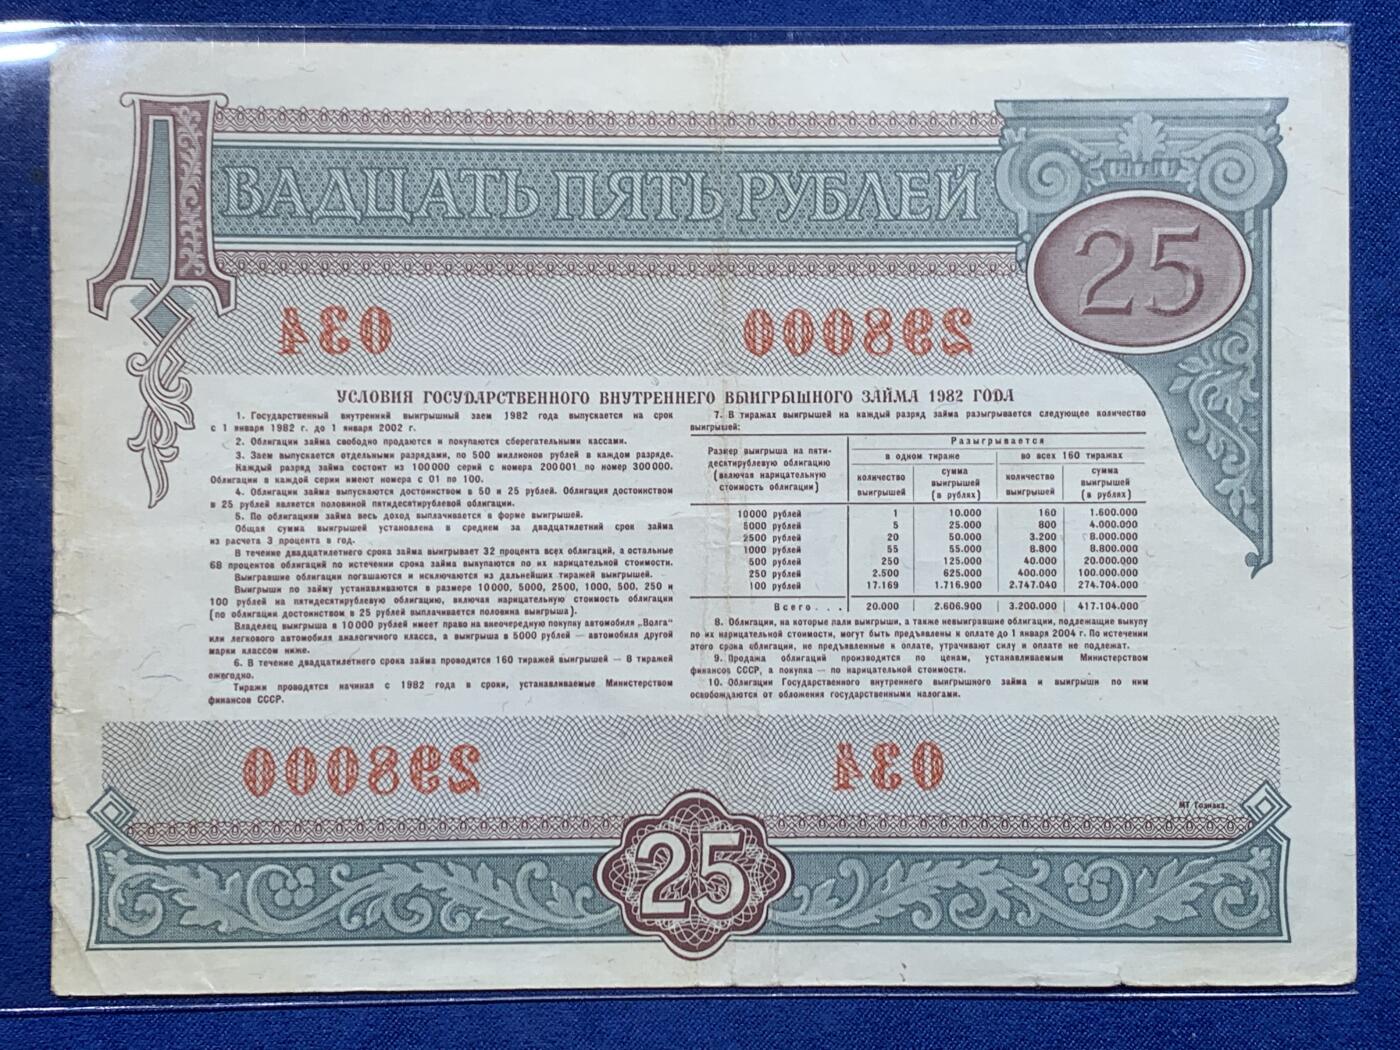 ДВАДЦАТЬ ПЯТЬ РУБЛЕЙ
25
034 298000
УСЛОВИЯ ГОСУДАРСТВЕННОГО ВНУТРЕННЕГО ВЫИГРЫШНОГО ЗАЙМА 1982 ГОДА
1. Государственный внутренний выигрышный заем 1982 года выпускается на срок
с 1 января 1982 г. до 1 января 2002 г.
2. Облигации займа свободно продаются и покупаются сберегательными кассами.
3. Заем выпускается отдельными разрядами, по 500 миллионов рублей в каждом разряде.
Каждый разряд займа состоит из 100000 серий с номера 200001 по номер 300000.
Облигации в каждой серии имеют номера с 01 по 100.
4. Облигации займа выпускаются достоинством в 50 и 25 рублей. Облигация достоинством
в 25 рублей является половиной пятидесятирублевой облигации.
5. По облигациям займа весь доход выплачивается в форме выигрышей.
Общая сумма выигрышей установлена в среднем за двадцатилетний срок займа
из расчета 3 процента в год.
В течение двадцатилетнего срока займа выигрывает 32 процента всех облигаций, а остальные
68 процентов облигаций по истечении срока займа выкупаются по их нарицательной стоимости.
Выигравшие облигации погашаются и исключаются из дальнейших тиражей выигрышей.
Выигрыши по займу устанавливаются в размере 10000, 5000, 2500, 1000, 500, 250 и
100 рублей на пятидесятирублевую облигацию, включая нарицательную стоимость облигации
(по облигации достоинством в 25 рублей выплачивается половина выигрыша).
Владелец выигрыша в 10000 рублей имеет право на внеочередную покупку автомобиля „Волга"
или легкового автомобиля аналогичного класса, а выигрыша в 5000 рублей — автомобиля другой
марки классом ниже.
6. В течение двадцатилетнего срока займа проводится 160 тиражей выигрышей — 8 тиражей
ежегодно.
Тиражи проводятся начиная с 1982 года в сроки, устанавливаемые Министерством
финансов СССР.
7. В тиражах выигрышей на каждый разряд займа разыгрывается следующее количество
выигрышей:
Размер выигрыша на пяти-
десятирублевую облигацию
(включая нарицательную
стоимость облигации)
Разыгрывается
в одном тираже во всех 160 тиражах
количество выигрышей сумма выигрышей (в рублях) количество выигрышей сумма выигрышей (в рублях)
10000 рублей 1 10.000 160 1.600.000
5000 рублей 5 25.000 800 4.000.000
2500 рублей 20 50.000 3.200 8.000.000
1000 рублей 55 55.000 8.800 8.800.000
500 рублей 250 125.000 40.000 20.000.000
250 рублей 2.500 625.000 400.000 100.000.000
100 рублей 17.169 1.716.900 2.747.040 274.704.000
Всего... 20.000 2.606.900 3.200.000 417.104.000
8. Облигации, на которые пали выигрыши, а также невыигравшие облигации, подлежащие выкупу
по их нарицательной стоимости, могут быть предъявлены к оплате до 1 января 2004 г. По истечении
этого срока облигации, не предъявленные к оплате, утрачивают силу и оплате не подлежат.
9. Продажа облигаций производится по ценам, устанавливаемым Министерством
финансов СССР, а покупка — по нарицательной стоимости.
10. Облигации Государственного внутреннего выигрышного займа и выигрыши по ним
освобождаются от обложения государственными налогами.
298000 034
МТ Гознака.
25